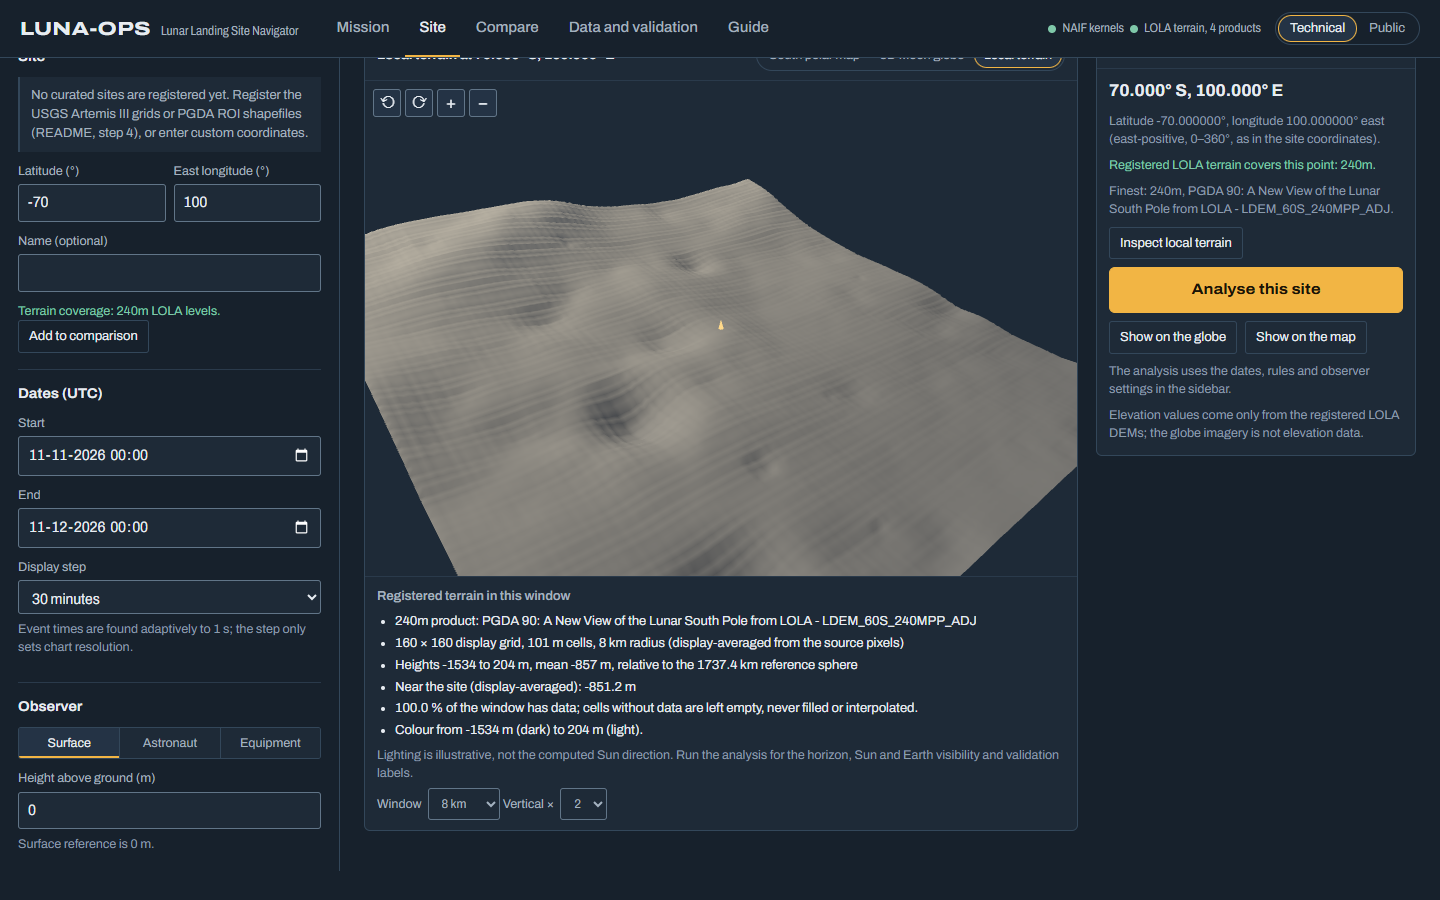 LUNA-OPS Lunar Landing Site Navigator
Mission
Site
Compare
Data and validation
Guide
NAIF kernels
LOLA terrain, 4 products
Technical
Public
Site
No curated sites are registered yet. Register the
USGS Artemis III grids or PGDA ROI shapefiles
(README, step 4), or enter custom coordinates.
Latitude (°)
East longitude (°)
-70
100
Name (optional)
Terrain coverage: 240m LOLA levels.
Add to comparison
Dates (UTC)
Start
11-11-2026 00:00
End
11-12-2026 00:00
Display step
30 minutes
Event times are found adaptively to 1 s; the step only
sets chart resolution.
Observer
Surface
Astronaut
Equipment
Height above ground (m)
0
Surface reference is 0 m.
+
−
Registered terrain in this window
• 240m product: PGDA 90: A New View of the Lunar South Pole from LOLA - LDEM_60S_240MPP_ADJ
• 160 × 160 display grid, 101 m cells, 8 km radius (display-averaged from the source pixels)
• Heights -1534 to 204 m, mean -857 m, relative to the 1737.4 km reference sphere
• Near the site (display-averaged): -851.2 m
• 100.0 % of the window has data; cells without data are left empty, never filled or interpolated.
• Colour from -1534 m (dark) to 204 m (light).
Lighting is illustrative, not the computed Sun direction. Run the analysis for the horizon, Sun and Earth visibility and validation
labels.
Window 8 km Vertical × 2
70.000° S, 100.000° E
Latitude -70.000000°, longitude 100.000000° east
(east-positive, 0–360°, as in the site coordinates).
Registered LOLA terrain covers this point: 240m.
Finest: 240m, PGDA 90: A New View of the Lunar
South Pole from LOLA - LDEM_60S_240MPP_ADJ.
Inspect local terrain
Analyse this site
Show on the globe
Show on the map
The analysis uses the dates, rules and observer
settings in the sidebar.
Elevation values come only from the registered LOLA
DEMs; the globe imagery is not elevation data.